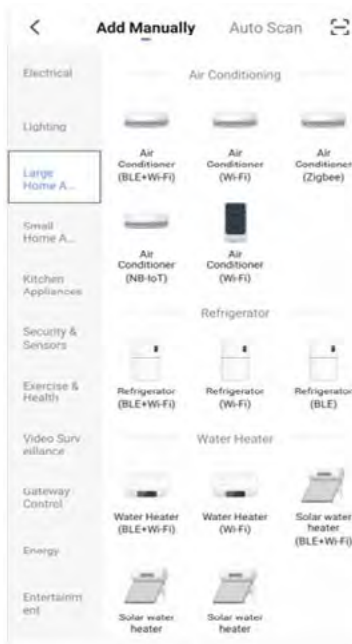 Add Manually
Auto Scan
Electrical
Lighting
Large
Home A...
Small
Home A...
Kitchen
Appliances
Security &
Sensors
Exercise &
Health
Video Surv
eillance
Gateway
Control
Energy
Entertainm
ent
Air Conditioning
Air
Conditioner
(BLE+Wi-Fi)
Air
Conditioner
(Wi-Fi)
Air
Conditioner
(Zigbee)
Air
Conditioner
(NB-IoT)
Air
Conditioner
(Wi-Fi)
Refrigerator
Refrigerator
(BLE+Wi-Fi)
Refrigerator
(Wi-Fi)
Refrigerator
(BLE)
Water Heater
Water Heater
(BLE+Wi-Fi)
Water Heater
(Wi-Fi)
Solar water
heater
(BLE+Wi-Fi)
Solar water
heater
Solar water
heater